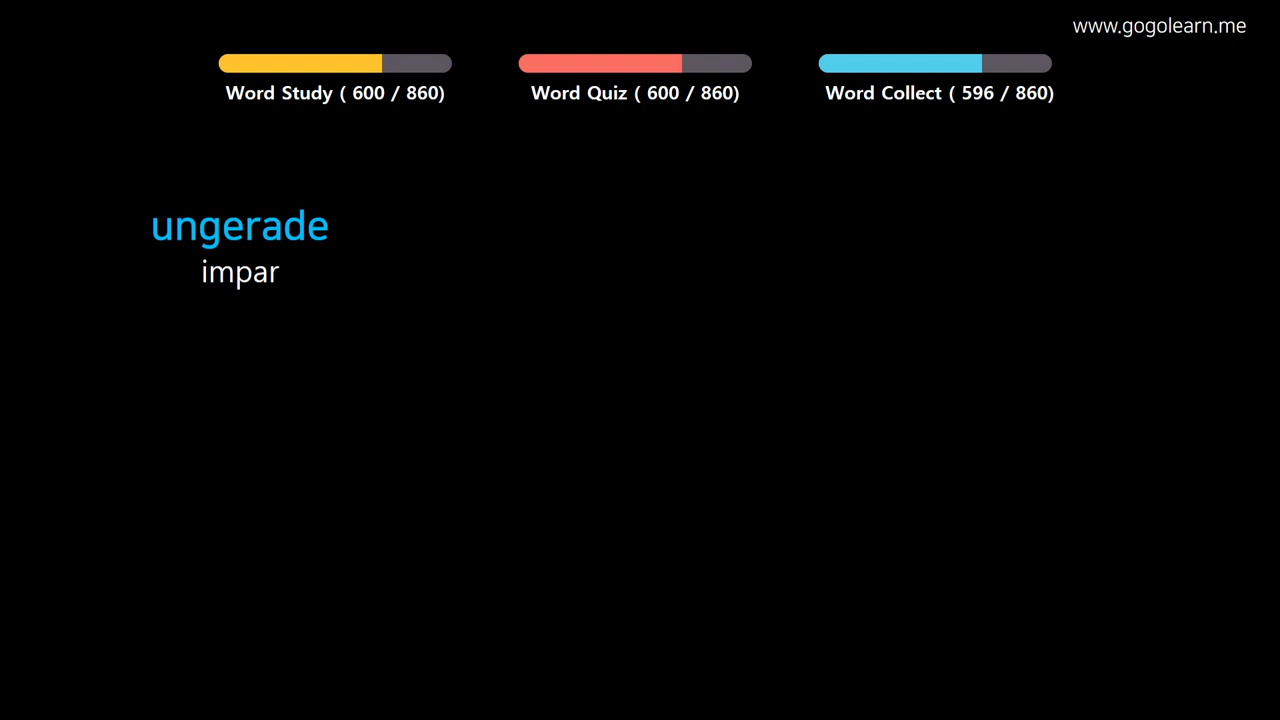 www.gogolearn.me
Word Study ( 600 / 860)
Word Quiz ( 600 / 860)
Word Collect ( 596 / 860)
ungerade
impar